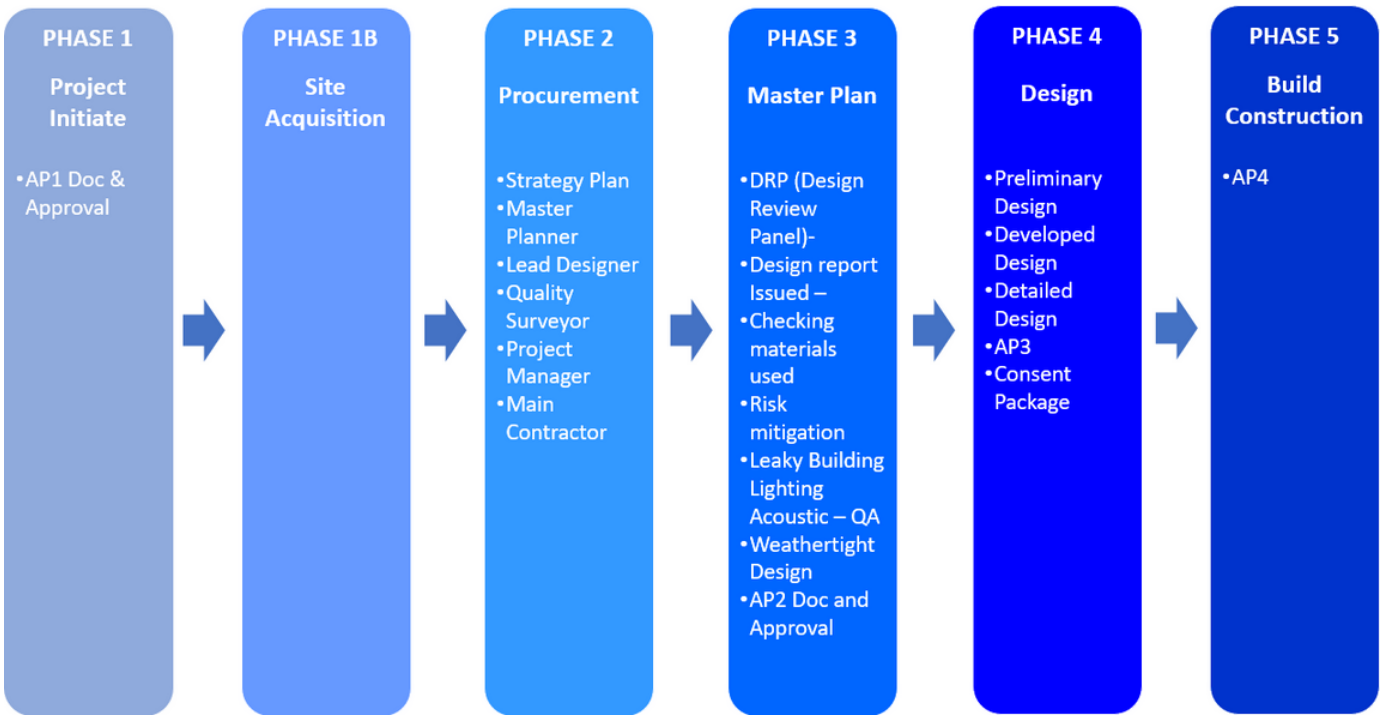 PHASE 1
Project
Initiate
•AP1 Doc &
Approval
PHASE 1B
Site
Acquisition
PHASE 2
Procurement
•Strategy Plan
•Master
Planner
•Lead Designer
•Quality
Surveyor
•Project
Manager
•Main
Contractor
PHASE 3
Master Plan
•DRP (Design
Review
Panel)-
•Design report
Issued –
•Checking
materials
used
•Risk
mitigation
•Leaky Building
Lighting
Acoustic – QA
•Weathertight
Design
•AP2 Doc and
Approval
PHASE 4
Design
•Preliminary
Design
•Developed
Design
•Detailed
Design
•AP3
•Consent
Package
PHASE 5
Build
Construction
•AP4